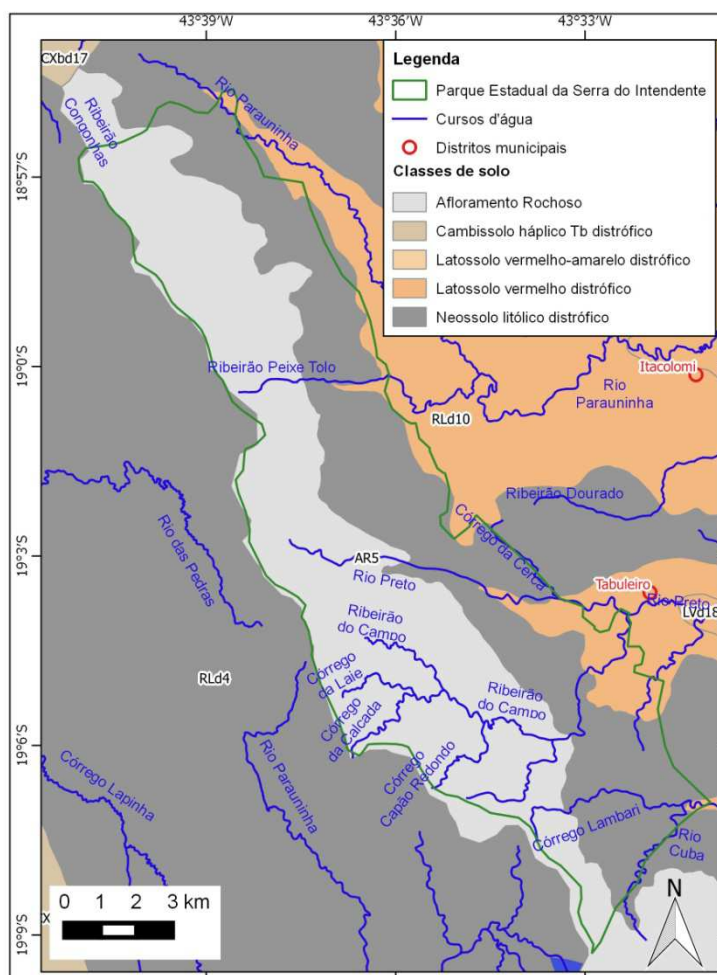 43°39'W
43°36'W
43°33'W
CXbd17
Legenda
Parque Estadual da Serra do Intendente
Cursos d'água
Distritos municipais
Classes de solo
Afloramento Rochoso
Cambissolo háplico Tb distrófico
Latossolo vermelho-amarelo distrófico
Latossolo vermelho distrófico
Neossolo litólico distrófico
Ribeirão
Congonhas
Rio Parauninha
18°57'S
19°0'S
Ribeirão Peixe Tolo
Itacolomi
Rio
Parauninha
RLd10
Ribeirão Dourado
Córrego da Cerca
19°3'S
Rio das Pedras
AR5
Rio Preto
Tabuleiro
Rio Preto
LVd18
Ribeirão
do Campo
RLd4
Córrego
da Laie
Ribeirão
do Campo
Córrego
da Calcada
19°6'S
Rio Parauninha
Córrego
Capão Redondo
Córrego Lapinha
Córrego Lambari
Rio
Cuba
0 1 2 3 km
N
19°9'S